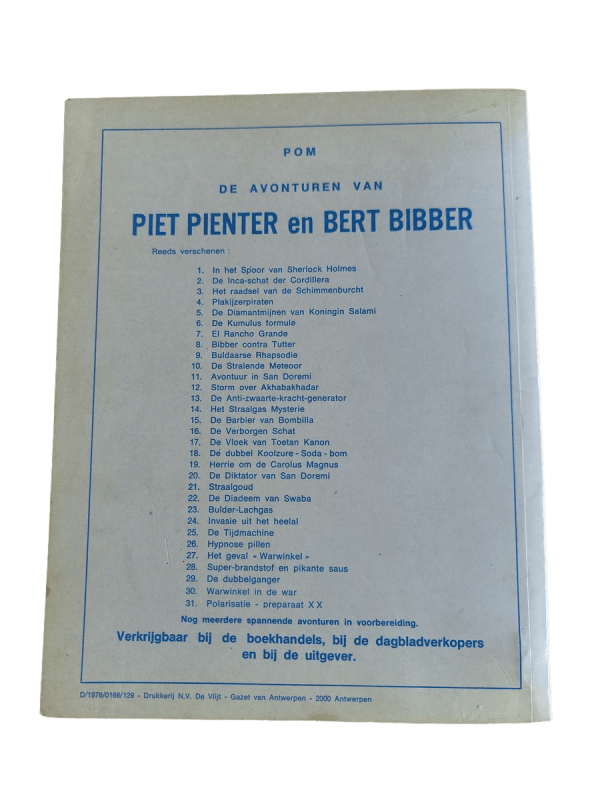 POM
DE AVONTUREN VAN
PIET PIENTER en BERT BIBBER
Reeds verschenen :
1. In het Spoor van Sherlock Holmes
2. De Inca-schat der Cordillera
3. Het raadsel van de Schimmenburcht
4. Plakijzerpiraten
5. De Diamantmijnen van Koningin Salami
6. De Kumulus formule
7. El Rancho Grande
8. Bibber contra Tutter
9. Buldaarse Rhapsodie
10. De Stralende Meteoor
11. Avontuur in San Doremi
12. Storm over Akhabakhadar
13. De Anti-zwaarte-kracht-generator
14. Het Straalgas Mysterie
15. De Barbier van Bombilla
16. De Verborgen Schat
17. De Vloek van Toetan Kanon
18. De dubbel Koolzure - Soda - bom
19. Herrie om de Carolus Magnus
20. De Diktator van San Doremi
21. Straalgoud
22. De Diadeem van Swaba
23. Bulder-Lachgas
24. Invasie uit het heelal
25. De Tijdmachine
26. Hypnose pillen
27. Het geval « Warwinkel »
28. Super-brandstof en pikante saus
29. De dubbelganger
30. Warwinkel in de war
31. Polarisatie - preparaat X X
Nog meerdere spannende avonturen in voorbereiding.
Verkrijgbaar bij de boekhandels, bij de dagbladverkopers
en bij de uitgever.
D/1976/0166/129 - Drukkerij N.V. De Vlijt - Gazet van Antwerpen - 2000 Antwerpen